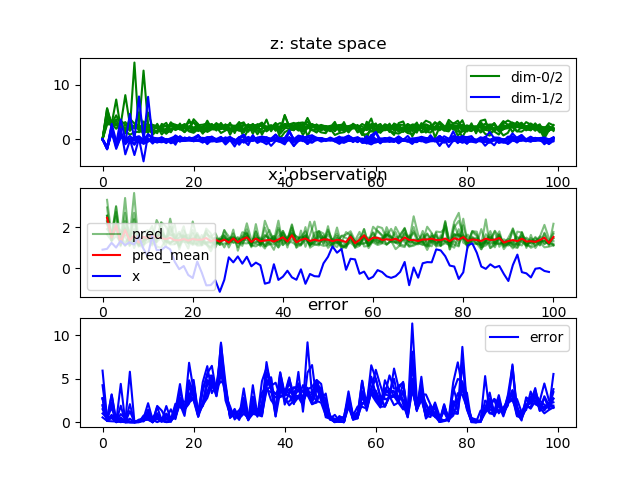 z: state space
10
0
dim-0/2
dim-1/2
0 20 40 60 80 100
x: observation
2
0
pred
pred_mean
x
0 20 40 60 80 100
error
10
5
0
error
0 20 40 60 80 100